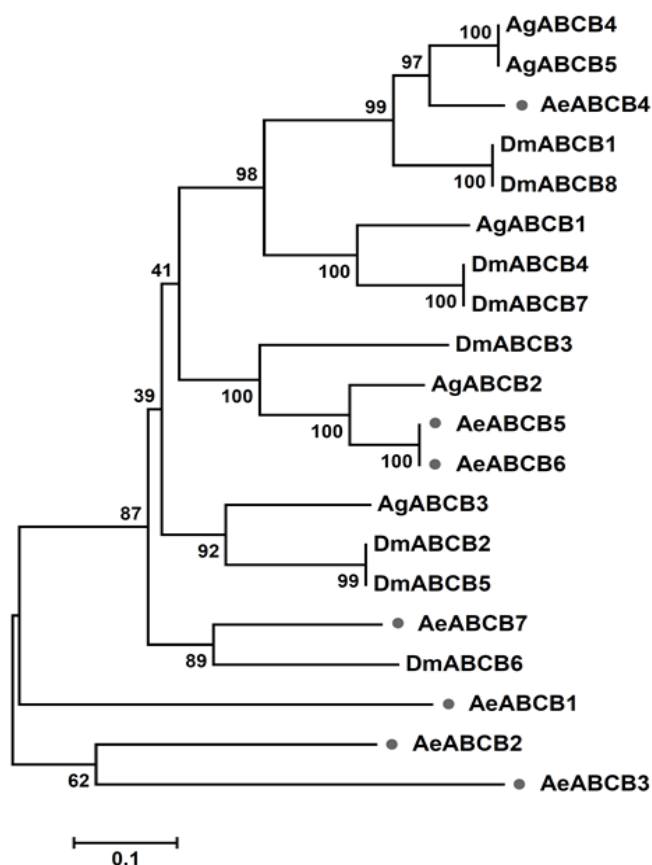 100 AgABCB4
97
AgABCB5
99
AeABCB4
DmABCB1
98
100 DmABCB8
AgABCB1
41
100
DmABCB4
100 DmABCB7
DmABCB3
39
100
AgABCB2
100
AeABCB5
100 AeABCB6
87
AgABCB3
92
DmABCB2
99 DmABCB5
AeABCB7
89
DmABCB6
AeABCB1
AeABCB2
62
AeABCB3
0.1